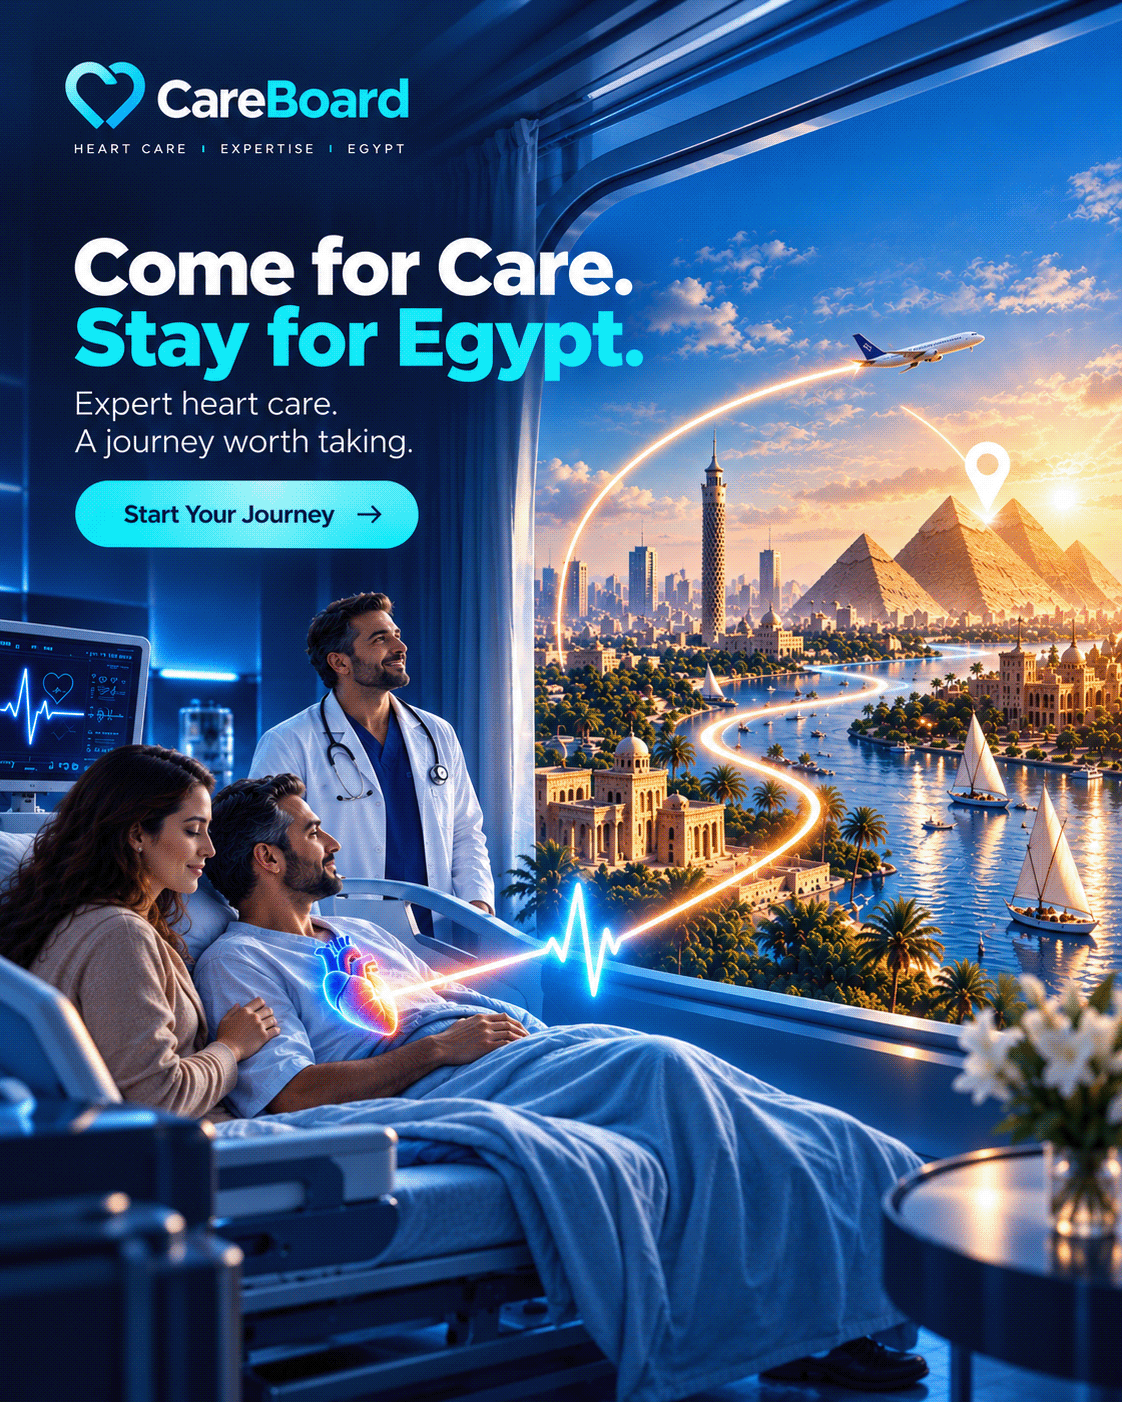 CareBoard
HEART CARE | EXPERTISE | EGYPT
Come for Care.
Stay for Egypt.
Expert heart care.
A journey worth taking.
Start Your Journey →